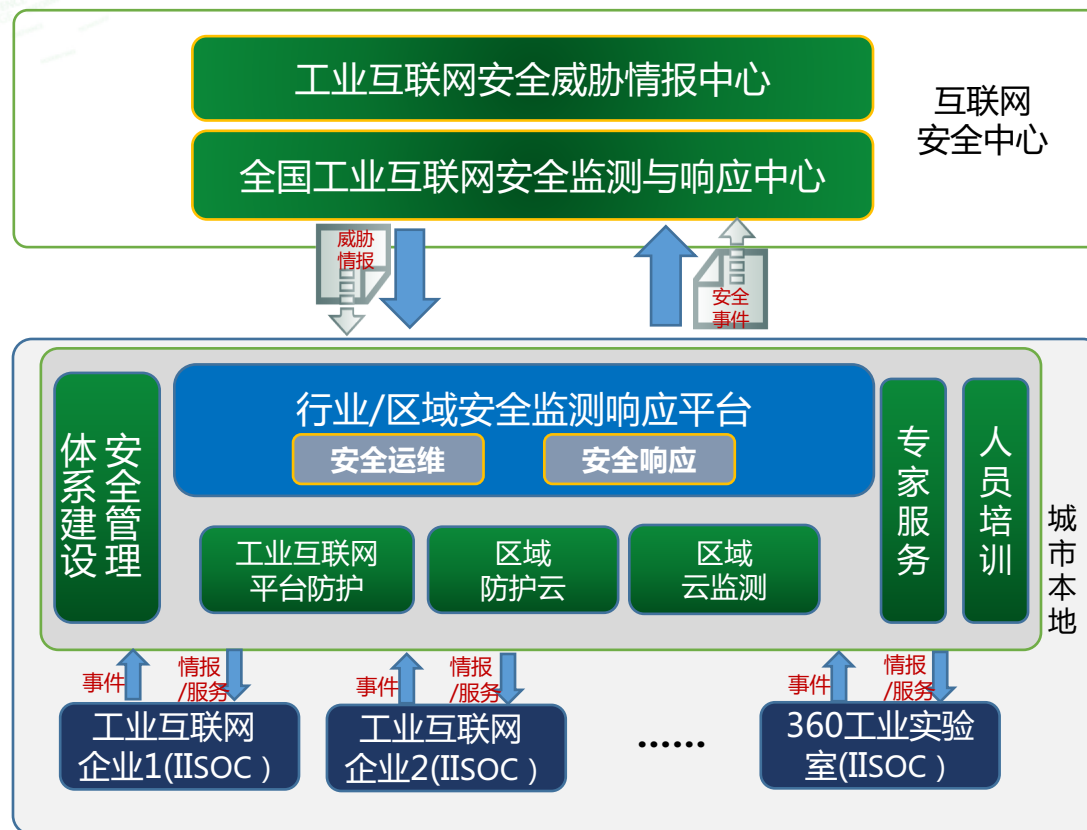 工业互联网安全威胁情报中心
互联网
安全中心
全国工业互联网安全监测与响应中心
威胁
情报
安全
事件
行业/区域安全监测响应平台
安全运维
安全响应
安全管理
体系建设
工业互联网
平台防护
区域
防护云
区域
云监测
专家服务
人员培训
城市本地
事件
情报
/服务
事件
情报
/服务
事件
情报
/服务
工业互联网
企业1(IISOC）
工业互联网
企业2(IISOC）
......
360工业实验
室(IISOC）